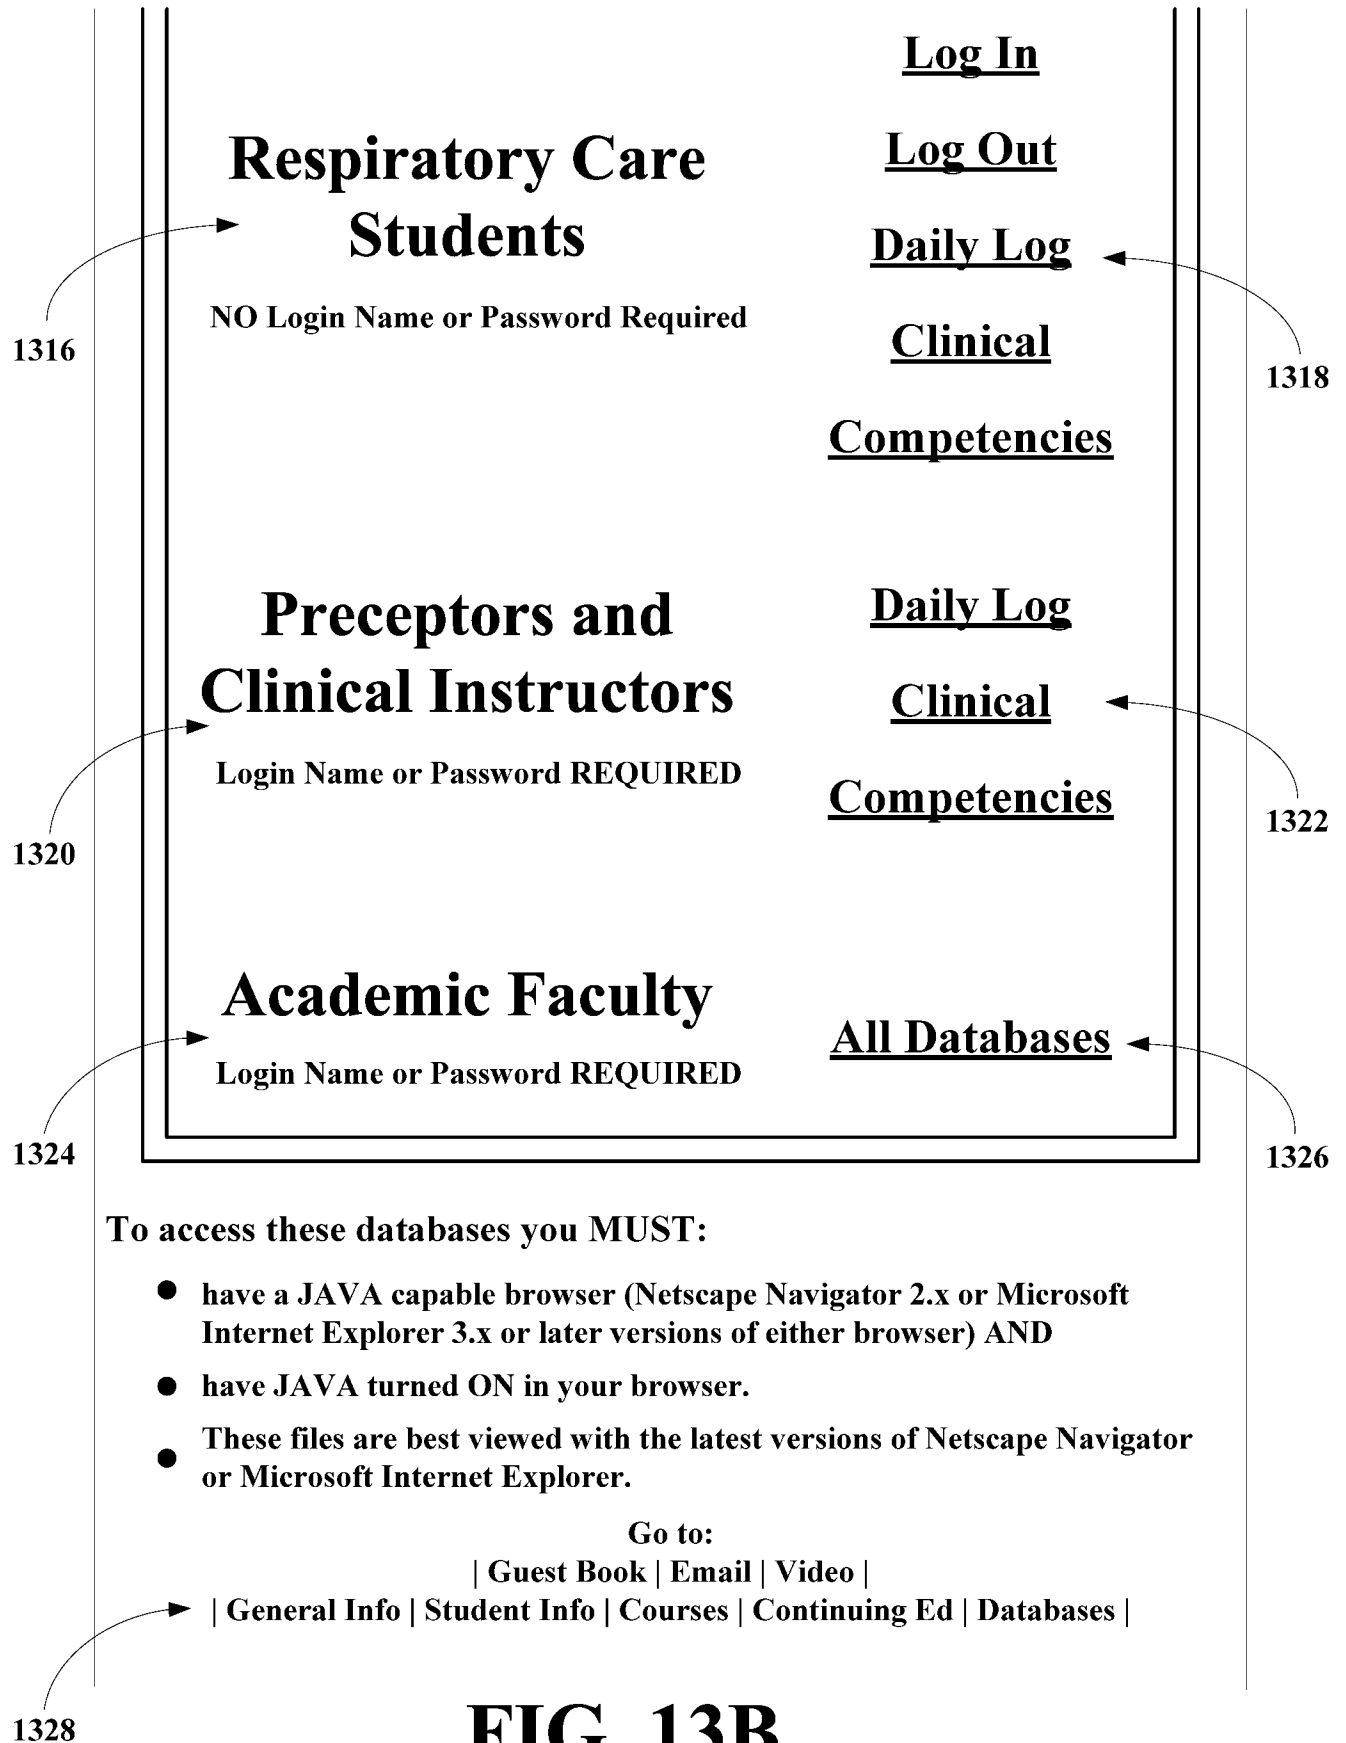 Log In
Respiratory Care
Students
Log Out
Daily Log
NO Login Name or Password Required
Clinical
1316
1318
Competencies
Preceptors and
Clinical Instructors
Daily Log
Clinical
Login Name or Password REQUIRED
Competencies
1320
1322
Academic Faculty
All Databases
Login Name or Password REQUIRED
1324
1326
To access these databases you MUST:
● have a JAVA capable browser (Netscape Navigator 2.x or Microsoft
Internet Explorer 3.x or later versions of either browser) AND
● have JAVA turned ON in your browser.
● These files are best viewed with the latest versions of Netscape Navigator
or Microsoft Internet Explorer.
Go to:
| Guest Book | Email | Video |
| General Info | Student Info | Courses | Continuing Ed | Databases |
1328
FIG. 13B